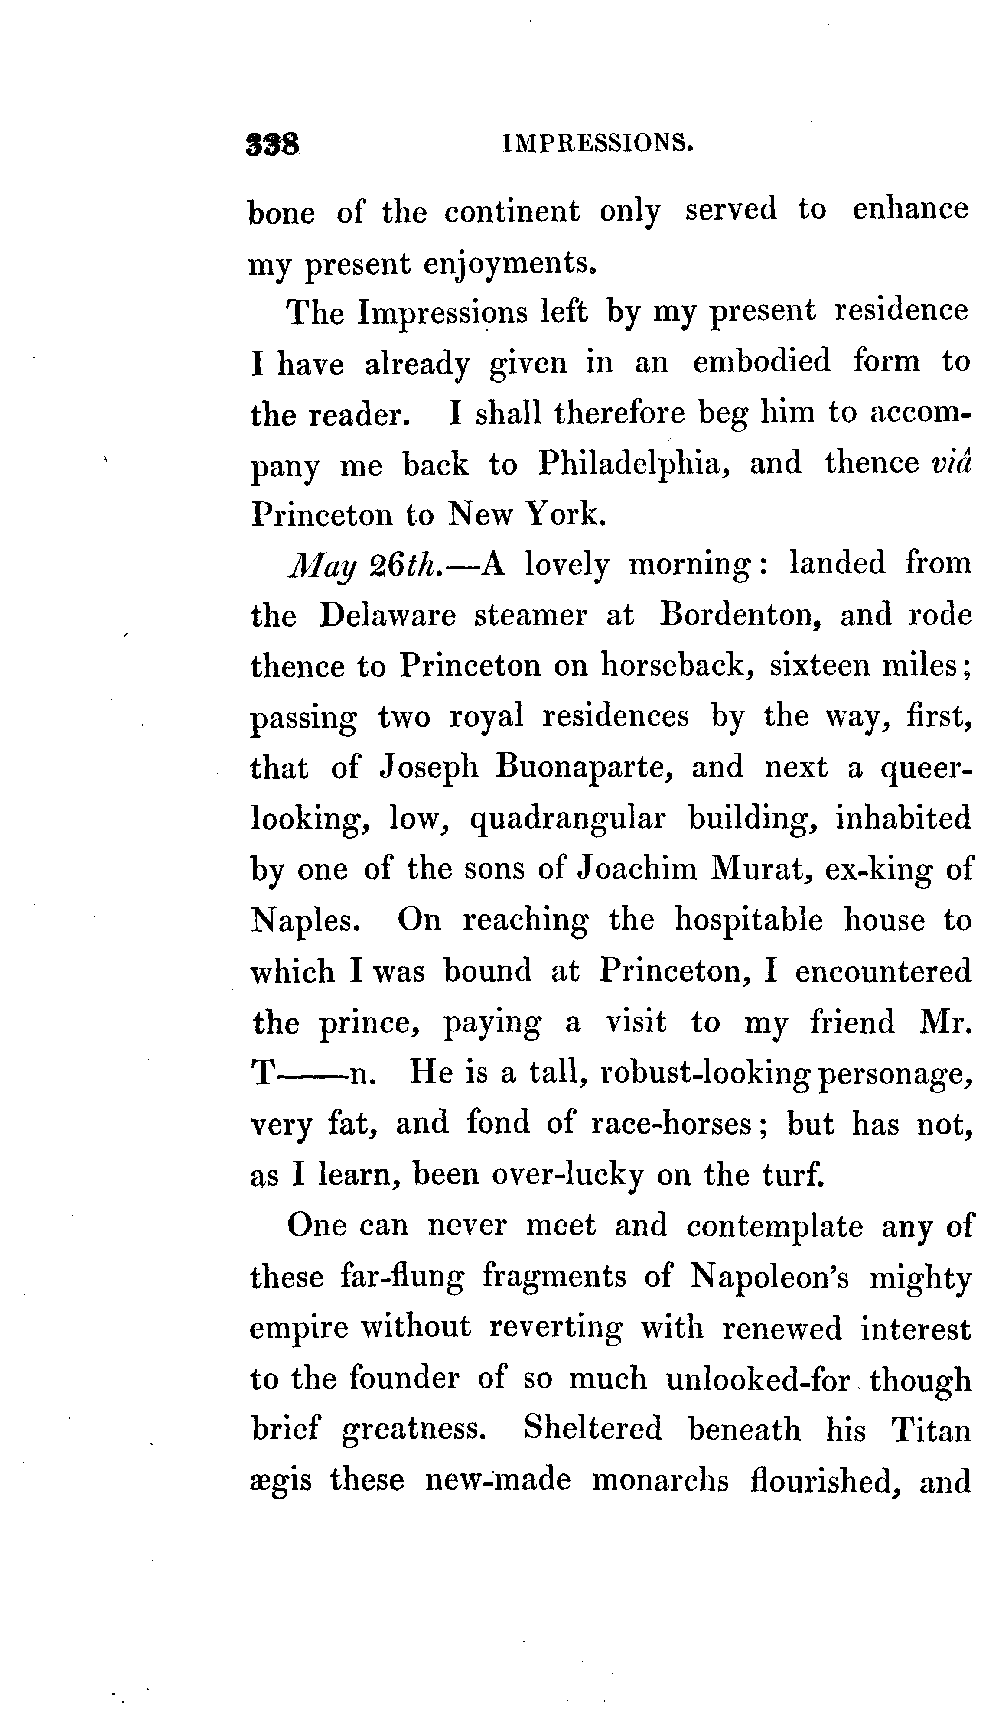 338 IMPRESSIONS.
bone of the continent only served to enhance
my present enjoyments.
The Impressions left by my present residence
I have already given in an embodied form to
the reader. I shall therefore beg him to accom-
pany me back to Philadelphia, and thence viâ
Princeton to New York.
May 26th.—A lovely morning: landed from
the Delaware steamer at Bordenton, and rode
thence to Princeton on horseback, sixteen miles;
passing two royal residences by the way, first,
that of Joseph Buonaparte, and next a queer-
looking, low, quadrangular building, inhabited
by one of the sons of Joachim Murat, ex-king of
Naples. On reaching the hospitable house to
which I was bound at Princeton, I encountered
the prince, paying a visit to my friend Mr.
T——n. He is a tall, robust-looking personage,
very fat, and fond of race-horses; but has not,
as I learn, been over-lucky on the turf.
One can never meet and contemplate any of
these far-flung fragments of Napoleon's mighty
empire without reverting with renewed interest
to the founder of so much unlooked-for though
brief greatness. Sheltered beneath his Titan
ægis these new-made monarchs flourished, and